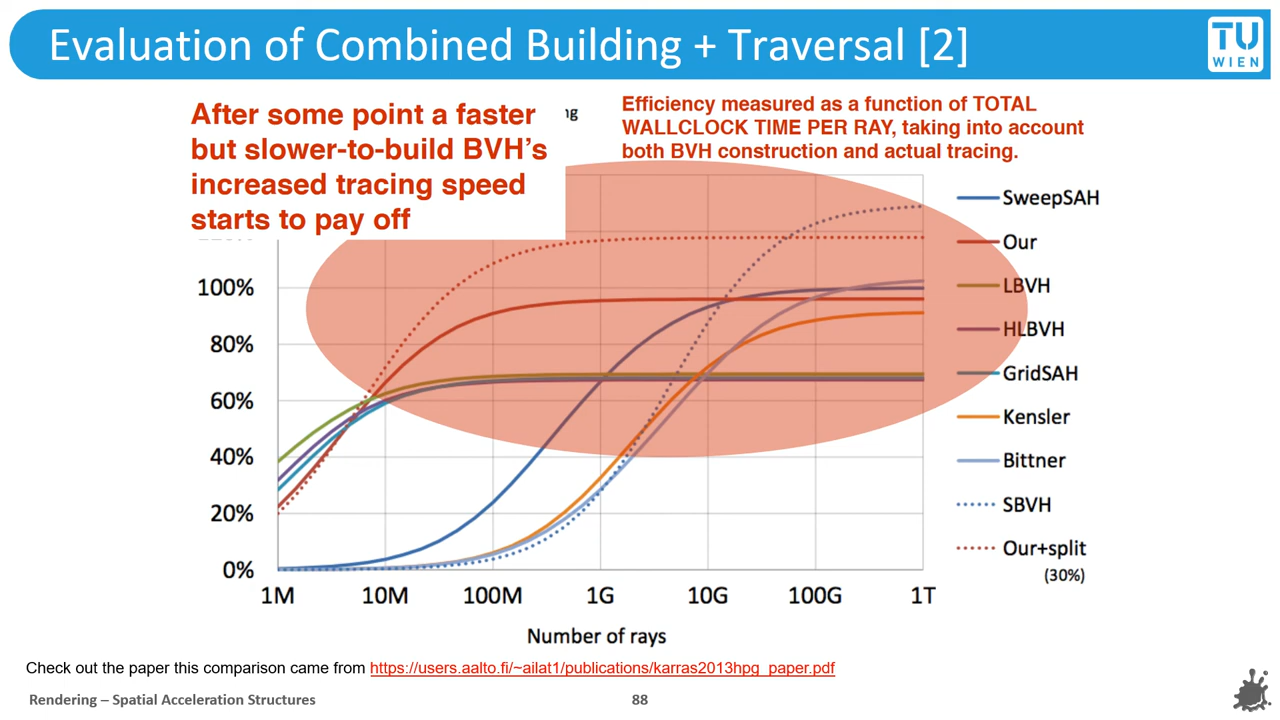 Evaluation of Combined Building + Traversal [2]
TU
WIEN
After some point a faster
but slower-to-build BVH's
increased tracing speed
starts to pay off
Efficiency measured as a function of TOTAL
WALLCLOCK TIME PER RAY, taking into account
both BVH construction and actual tracing.
100%
80%
60%
40%
20%
0%
1M
10M
100M
1G
10G
100G
1T
Number of rays
SweepSAH
Our
LBVH
HLBVH
GridSAH
Kensler
Bittner
SBVH
Our+split
(30%)
Check out the paper this comparison came from https://users.aalto.fi/~ailat1/publications/karras2013hpg_paper.pdf
Rendering – Spatial Acceleration Structures
88